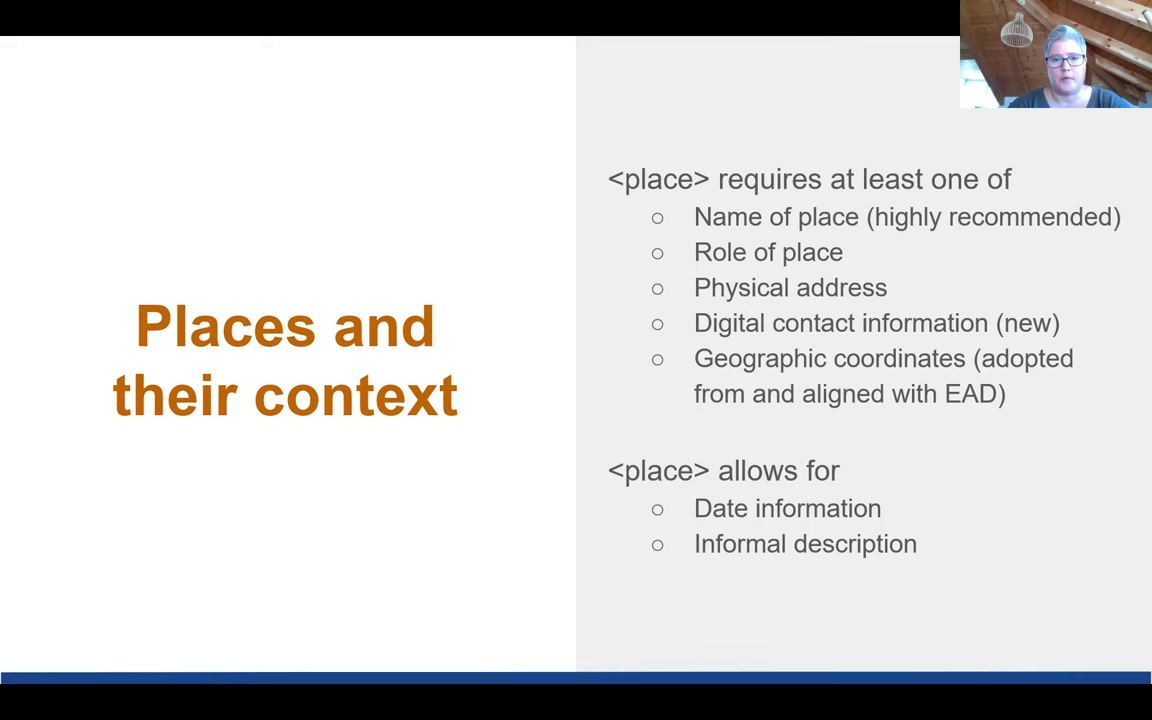 Places and
their context
<place> requires at least one of
○ Name of place (highly recommended)
○ Role of place
○ Physical address
○ Digital contact information (new)
○ Geographic coordinates (adopted
from and aligned with EAD)
<place> allows for
○ Date information
○ Informal description